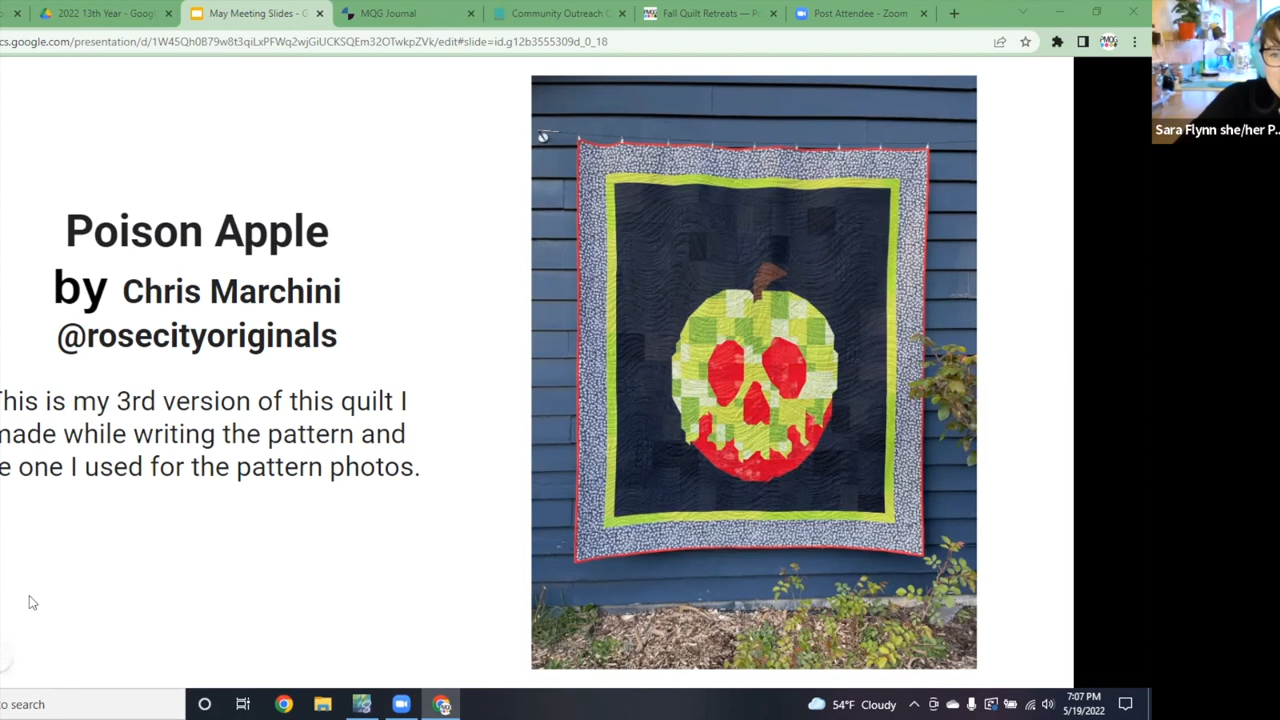 2022 13th Year - Goog
May Meeting Slides - G
MQG Journal
Community Outreach C
Fall Quilt Retreats — P
Post Attendee - Zoom
cs.google.com/presentation/d/1W45Qh0B79w8t3qiLxPFWq2wjGiUCKSQEm32OTwkpZVk/edit#slide=id.g12b3555309d_0_18
Sara Flynn she/her P...
Poison Apple
by Chris Marchini
@rosecityoriginals
This is my 3rd version of this quilt I
made while writing the pattern and
e one I used for the pattern photos.
o search
54°F Cloudy
7:07 PM
5/19/2022